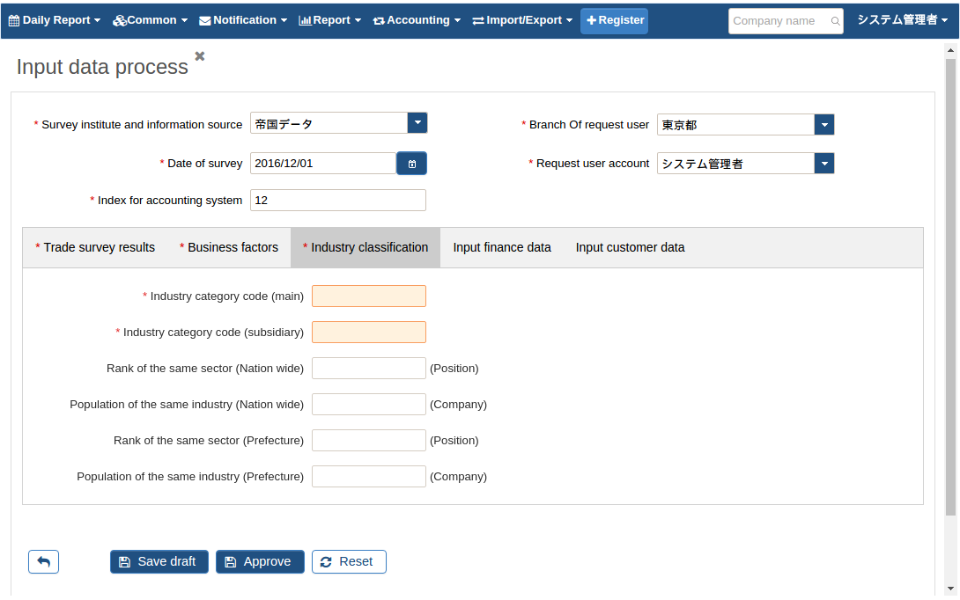 Daily Report Common Notification Report Accounting Import/Export Register Company name システム管理者
Input data process
* Survey institute and information source 帝国データ * Branch Of request user 東京都
* Date of survey 2016/12/01 * Request user account システム管理者
* Index for accounting system 12
* Trade survey results * Business factors * Industry classification Input finance data Input customer data
* Industry category code (main)
* Industry category code (subsidiary)
Rank of the same sector (Nation wide) (Position)
Population of the same industry (Nation wide) (Company)
Rank of the same sector (Prefecture) (Position)
Population of the same industry (Prefecture) (Company)
Save draft Approve Reset